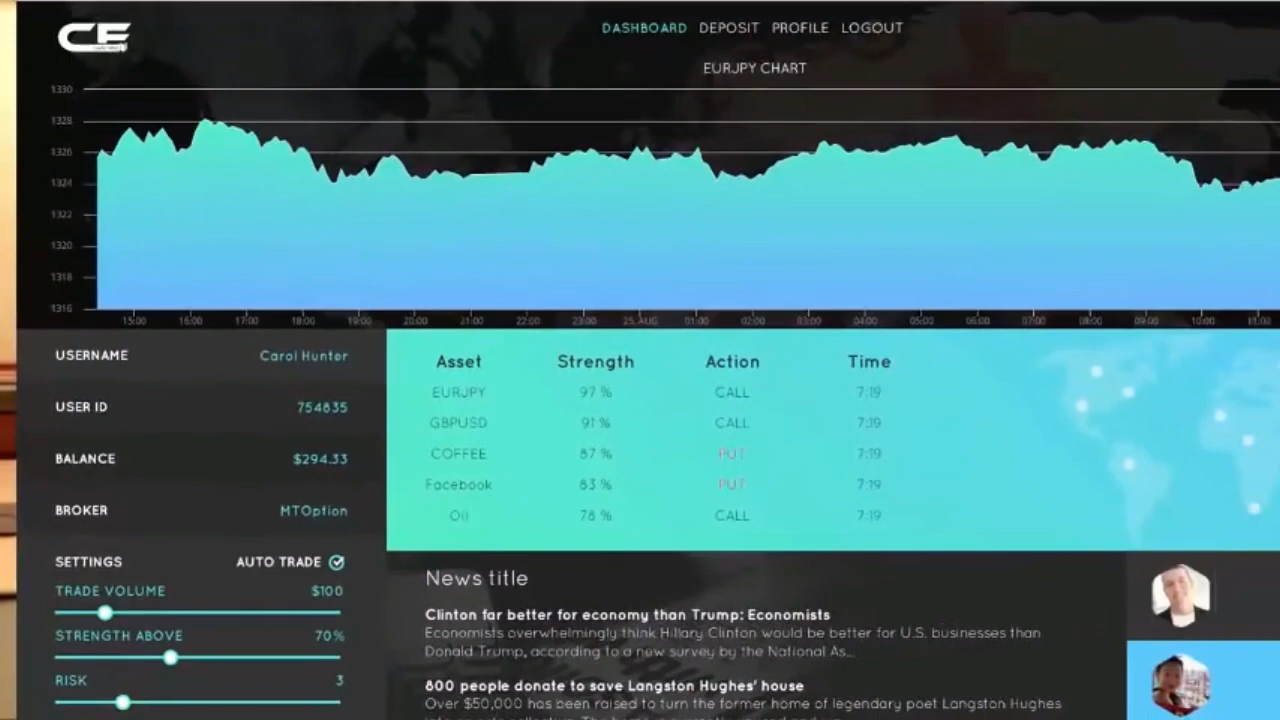 CE
DASHBOARD DEPOSIT PROFILE LOGOUT
EURJPY CHART
1330
1328
1326
1324
1322
1320
1318
1316
15:00 16:00 17:00 18:00 19:00 20:00 21:00 22:00 23:00 25. AUG 01:00 02:00 03:00 04:00 05:00 06:00 07:00 08:00 09:00 10:00 11:00
USERNAME Carol Hunter
USER ID 754835
BALANCE $294.33
BROKER MTOption
SETTINGS AUTO TRADE
TRADE VOLUME $100
STRENGTH ABOVE 70%
RISK 3
Asset Strength Action Time
EURJPY 97 % CALL 7:19
GBPUSD 91 % CALL 7:19
COFFEE 87 % PUT 7:19
Facebook 83 % PUT 7:19
Oil 78 % CALL 7:19
News title
Clinton far better for economy than Trump: Economists
Economists overwhelmingly think Hillary Clinton would be better for U.S. businesses than
Donald Trump, according to a new survey by the National As...
800 people donate to save Langston Hughes' house
Over $50,000 has been raised to turn the former home of legendary poet Langston Hughes